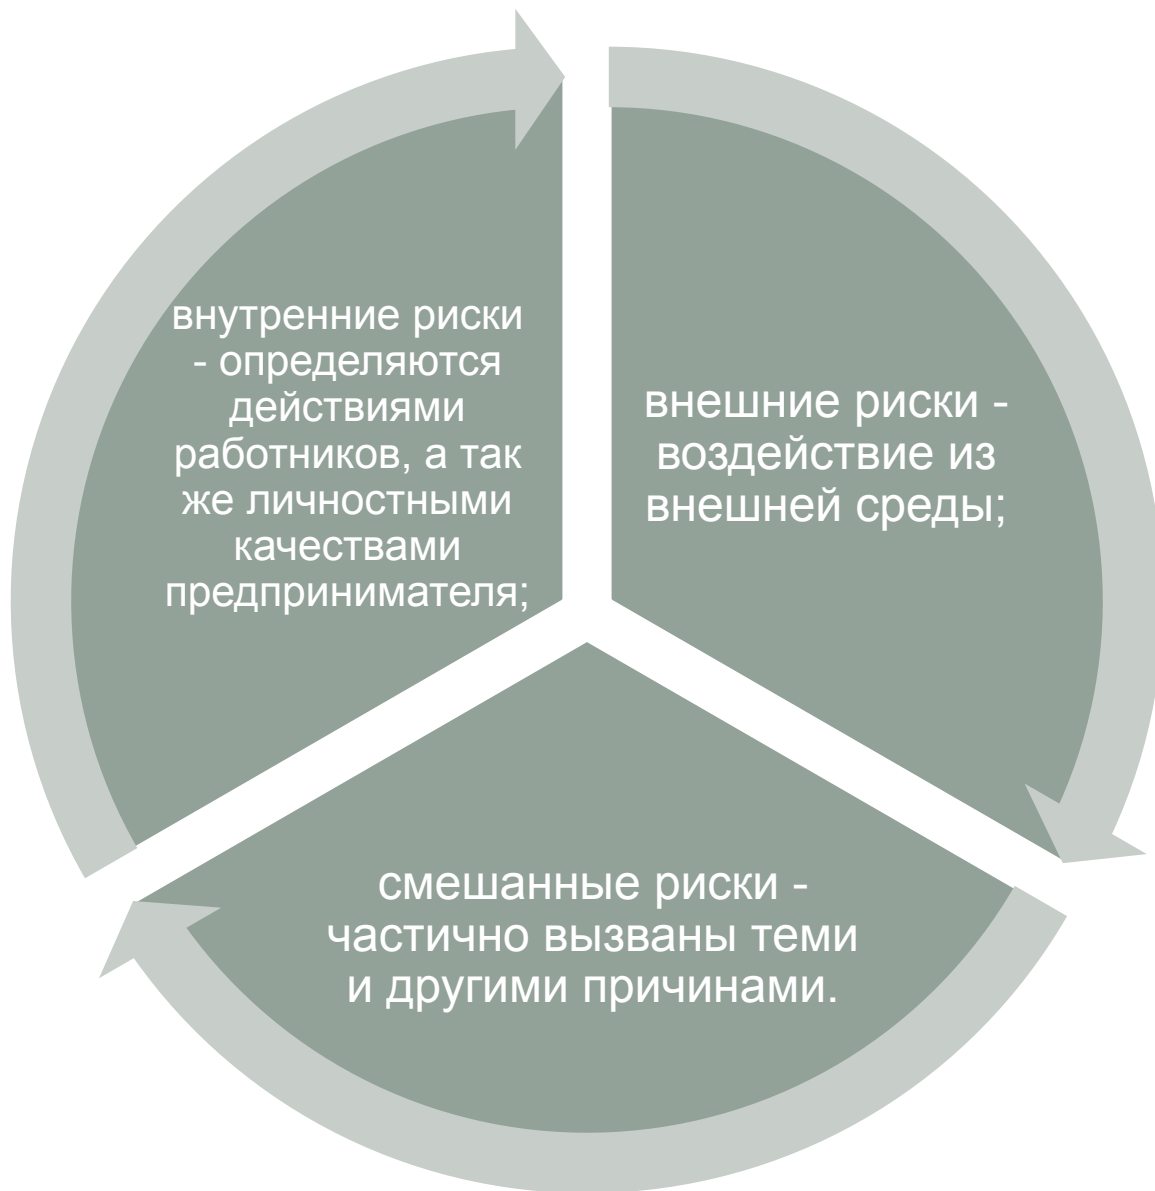 внутренние риски
- определяются
действиями
работников, а так
же личностными
качествами
предпринимателя;
внешние риски -
воздействие из
внешней среды;
смешанные риски -
частично вызваны теми
и другими причинами.